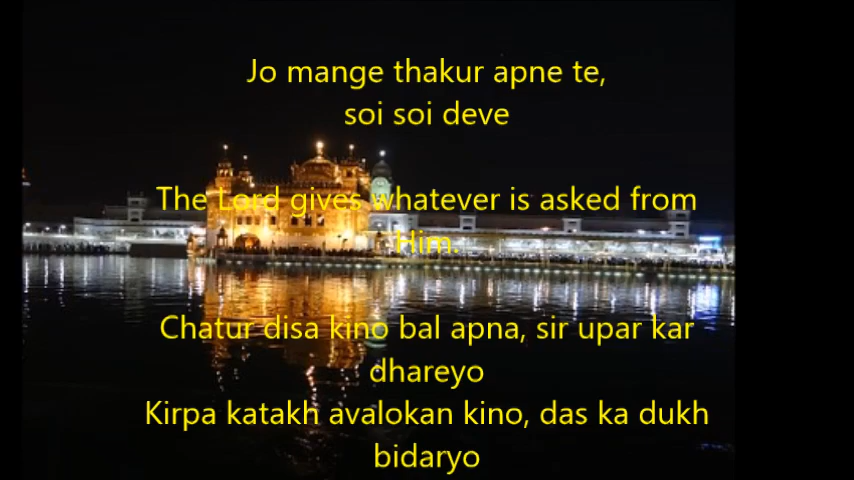 Jo mange thakur apne te,
soi soi deve
The Lord gives whatever is asked from
Him.
Chatur disa kino bal apna, sir upar kar
dhareyo
Kirpa katakh avalokan kino, das ka dukh
bidaryo